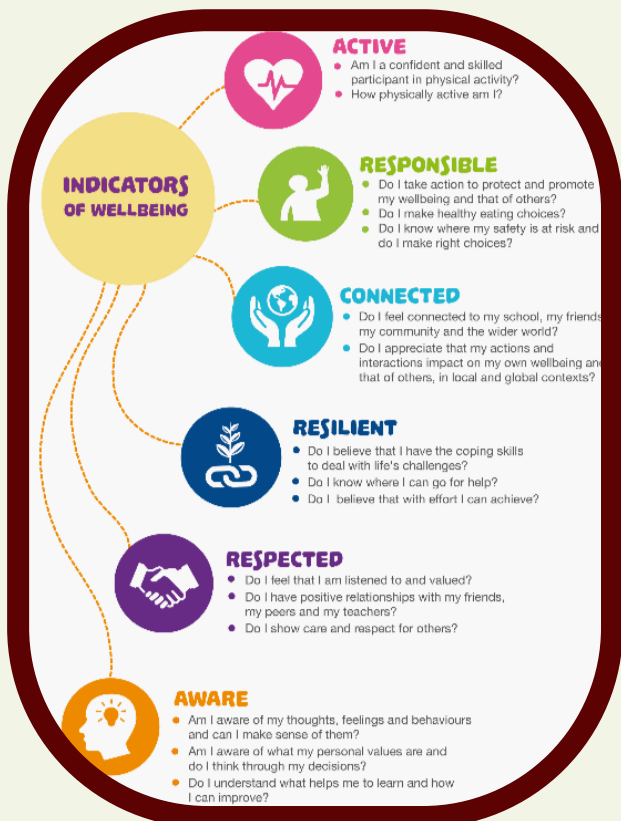 ACTIVE
Am I a confident and skilled
participant in physical activity?
How physically active am I?
INDICATORS
OF WELLBEING
RESPONSIBLE
Do I take action to protect and promote
my wellbeing and that of others?
Do I make healthy eating choices?
Do I know where my safety is at risk and
do I make right choices?
CONNECTED
Do I feel connected to my school, my friends
my community and the wider world?
Do I appreciate that my actions and
interactions impact on my own wellbeing and
that of others, in local and global contexts?
RESILIENT
Do I believe that I have the coping skills
to deal with life's challenges?
Do I know where I can go for help?
Do I believe that with effort I can achieve?
RESPECTED
Do I feel that I am listened to and valued?
Do I have positive relationships with my friends,
my peers and my teachers?
Do I show care and respect for others?
AWARE
Am I aware of my thoughts, feelings and behaviours
and can I make sense of them?
Am I aware of what my personal values are and
do I think through my decisions?
Do I understand what helps me to learn and how
I can improve?